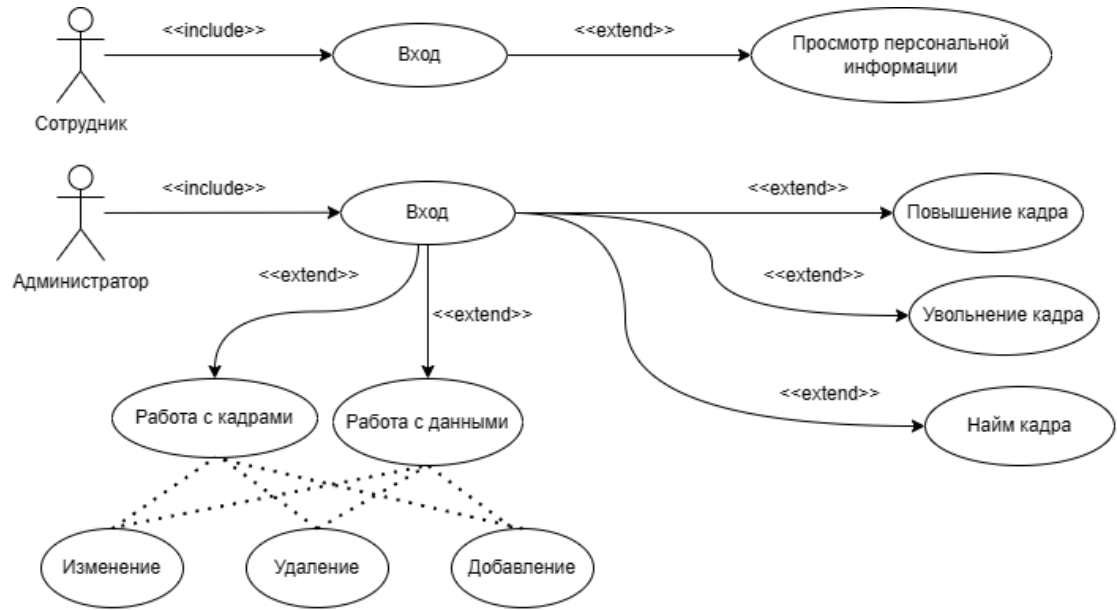 <<include>>
<<extend>>
Вход
Просмотр персональной
информации
Сотрудник
<<include>>
<<extend>>
Вход
Повышение кадра
Администратор
<<extend>>
<<extend>>
<<extend>>
Увольнение кадра
<<extend>>
Работа с кадрами
Работа с данными
Найм кадра
Изменение
Удаление
Добавление